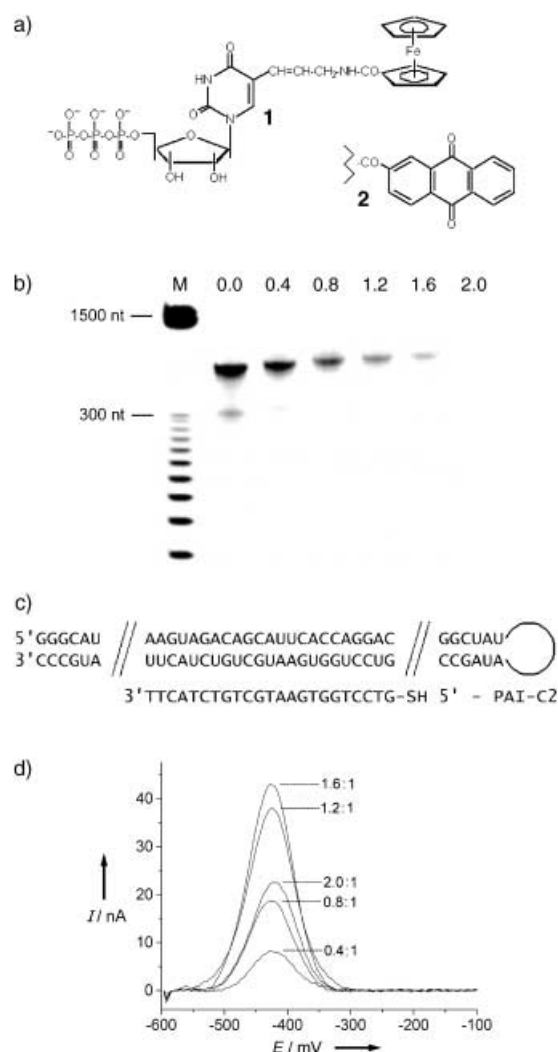 a)
O
HN
O
N
CH=CH-CH₂-NH-CO
Fe
1
O⁻ O⁻ O⁻
⁻O-P-O-P-O-P-O
O O O
O
OH OH
CO
O
O
2
b)
M 0.0 0.4 0.8 1.2 1.6 2.0
1500 nt
300 nt
c)
5'GGGCAU // AAGUAGACAGCAUUCACCAGGAC // GGCUAU
3'CCCGUA // UUCAUCUGUCGUAAGUGGUCCUG // CCGAUA
3'TTCATCTGTCGTAAGTGGTCCTG-SH 5' - PAI-C2
d)
40
30
20
10
0
I / nA
1.6:1
1.2:1
2.0:1
0.8:1
0.4:1
-600 -500 -400 -300 -200 -100
E / mV